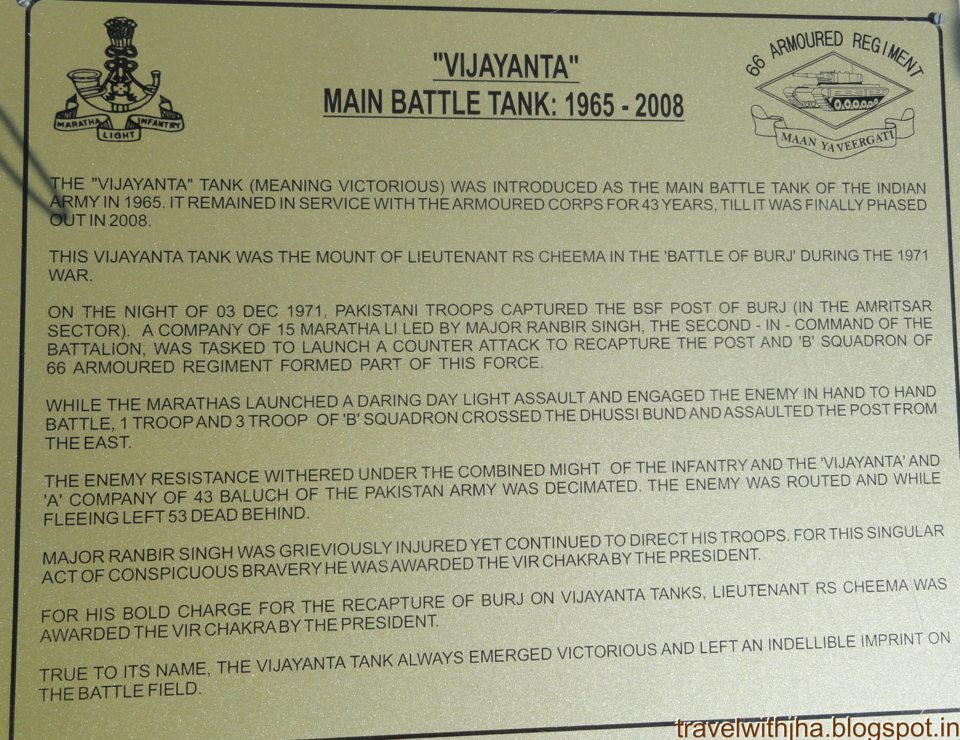 "VIJAYANTA"
MAIN BATTLE TANK: 1965 - 2008
MARATHA LIGHT INFANTRY
66 ARMOURED REGIMENT
MAAN YA VEERGATI
THE "VIJAYANTA" TANK (MEANING VICTORIOUS) WAS INTRODUCED AS THE MAIN BATTLE TANK OF THE INDIAN
ARMY IN 1965. IT REMAINED IN SERVICE WITH THE ARMOURED CORPS FOR 43 YEARS, TILL IT WAS FINALLY PHASED
OUT IN 2008.
THIS VIJAYANTA TANK WAS THE MOUNT OF LIEUTENANT RS CHEEMA IN THE 'BATTLE OF BURJ' DURING THE 1971
WAR.
ON THE NIGHT OF 03 DEC 1971, PAKISTANI TROOPS CAPTURED THE BSF POST OF BURJ (IN THE AMRITSAR
SECTOR). A COMPANY OF 15 MARATHA LI LED BY MAJOR RANBIR SINGH, THE SECOND - IN - COMMAND OF THE
BATTALION, WAS TASKED TO LAUNCH A COUNTER ATTACK TO RECAPTURE THE POST AND 'B' SQUADRON OF
66 ARMOURED REGIMENT FORMED PART OF THIS FORCE.
WHILE THE MARATHAS LAUNCHED A DARING DAY LIGHT ASSAULT AND ENGAGED THE ENEMY IN HAND TO HAND
BATTLE, 1 TROOP AND 3 TROOP OF 'B' SQUADRON CROSSED THE DHUSSI BUND AND ASSAULTED THE POST FROM
THE EAST.
THE ENEMY RESISTANCE WITHERED UNDER THE COMBINED MIGHT OF THE INFANTRY AND THE 'VIJAYANTA' AND
'A' COMPANY OF 43 BALUCH OF THE PAKISTAN ARMY WAS DECIMATED. THE ENEMY WAS ROUTED AND WHILE
FLEEING LEFT 53 DEAD BEHIND.
MAJOR RANBIR SINGH WAS GRIEVIOUSLY INJURED YET CONTINUED TO DIRECT HIS TROOPS. FOR THIS SINGULAR
ACT OF CONSPICUOUS BRAVERY HE WAS AWARDED THE VIR CHAKRA BY THE PRESIDENT.
FOR HIS BOLD CHARGE FOR THE RECAPTURE OF BURJ ON VIJAYANTA TANKS, LIEUTENANT RS CHEEMA WAS
AWARDED THE VIR CHAKRA BY THE PRESIDENT.
TRUE TO ITS NAME, THE VIJAYANTA TANK ALWAYS EMERGED VICTORIOUS AND LEFT AN INDELLIBLE IMPRINT ON
THE BATTLE FIELD.
travelwithjha.blogspot.in